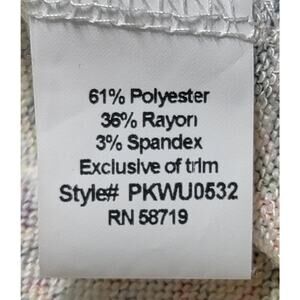 61% Polyester
36% Rayon
3% Spandex
Exclusive of trim
Style# PKWU0532
RN 58719